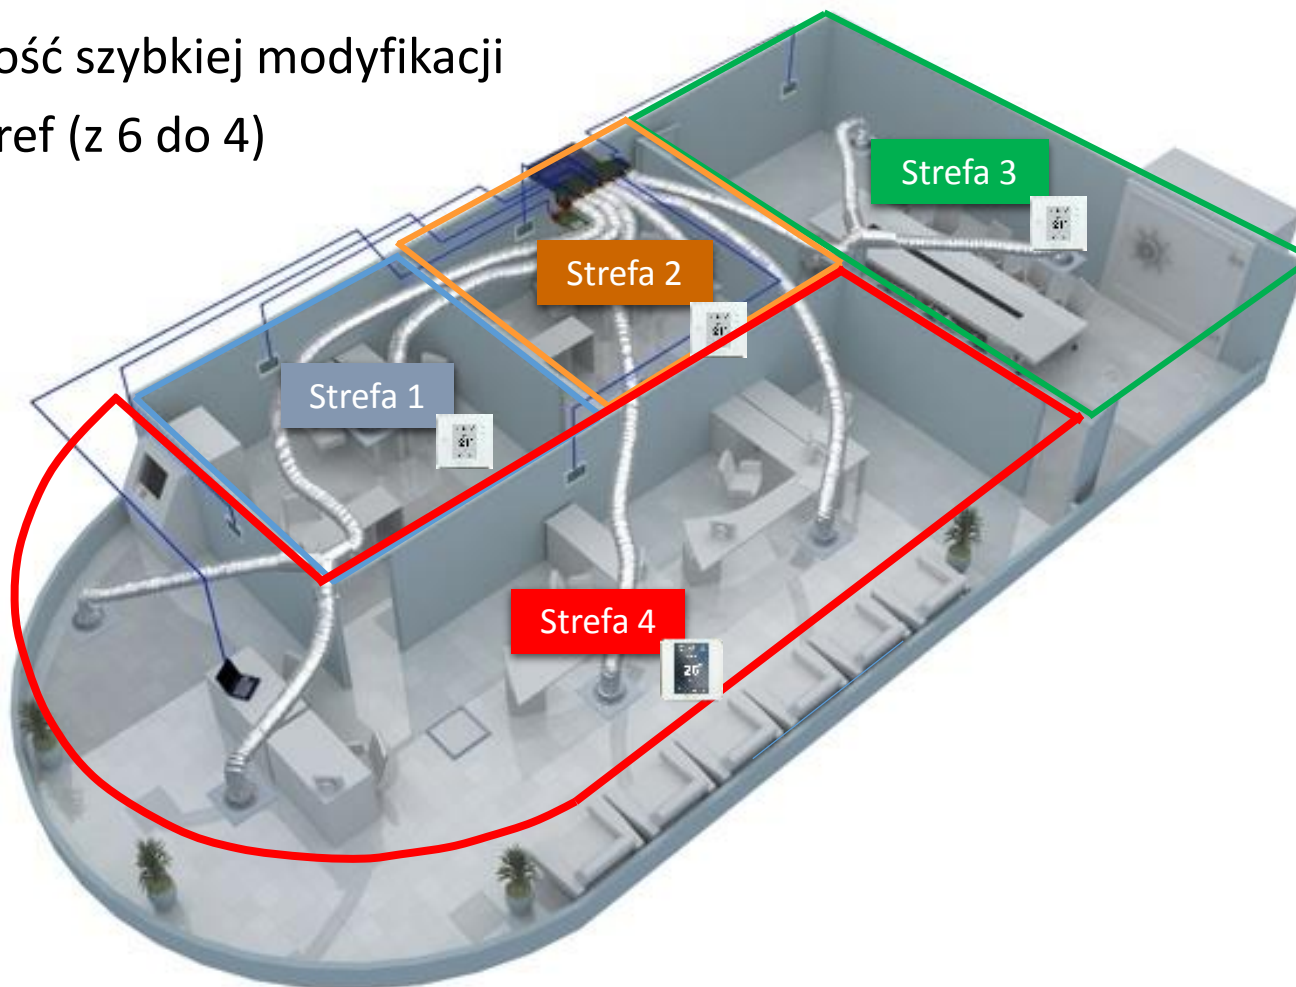 ość szybkiej modyfikacji
ref (z 6 do 4)
Strefa 3
Strefa 2
Strefa 1
Strefa 4